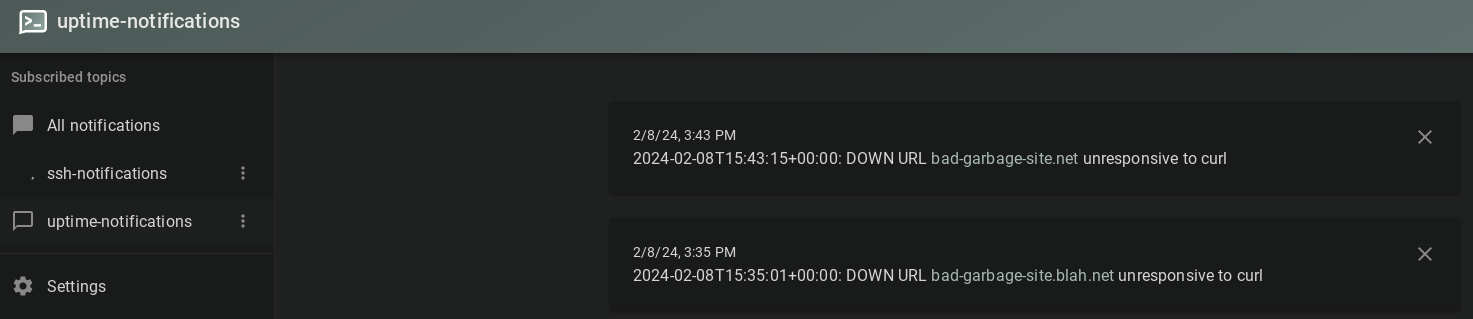 uptime-notifications
Subscribed topics
All notifications
ssh-notifications
uptime-notifications
Settings
2/8/24, 3:43 PM
2024-02-08T15:43:15+00:00: DOWN URL bad-garbage-site.net unresponsive to curl
2/8/24, 3:35 PM
2024-02-08T15:35:01+00:00: DOWN URL bad-garbage-site.blah.net unresponsive to curl